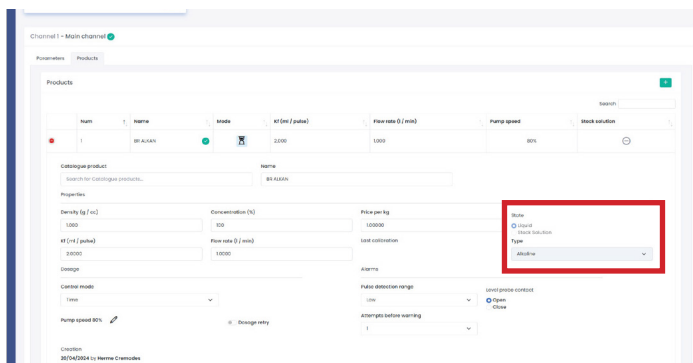 Channel 1 - Main channel
Parameters Products
Products
+
Search
Num Name Mode Kf (ml / pulse) Flow rate (l / min) Pump speed Stock solution
1 BR ALKAN 2,000 1,000 80%
Catalogue product Name
Search for Catalogue products... BR ALKAN
Properties
Density (g / cc) Concentration (%) Price per kg State
1.000 100 1.00000 Liquid
Stock Solution
Kf (ml / pulse) Flow rate (l / min) Last calibration Type
2.0000 1.0000 Alkaline
Dosage Alarms
Control mode Pulse detection range Level probe contact
Time Low Open
Close
Pump speed 80% Dosage retry Attempts before warning
1
Creation
30/04/2024 by Herme Cremades